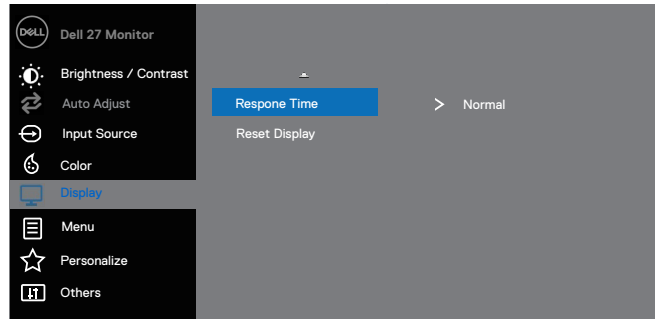 DELL
Dell 27 Monitor
Brightness / Contrast
Auto Adjust
Respone Time
> Normal
Input Source
Reset Display
Color
Display
Menu
Personalize
Others